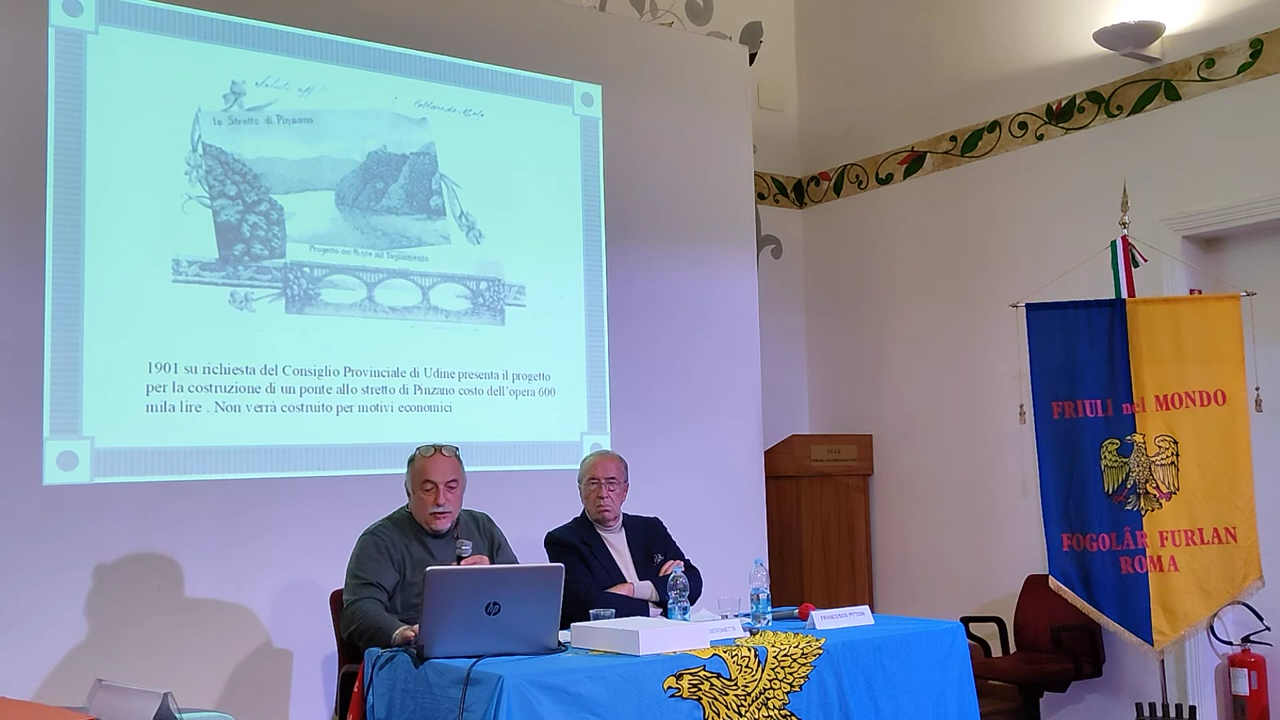 lo Stretto di Pinzano
Progetto del Ponte sul Tagliamento
1901 su richiesta del Consiglio Provinciale di Udine presenta il progetto
per la costruzione di un ponte allo stretto di Pinzano costo dell'opera 600
mila lire . Non verrà costruito per motivi economici
FRIULI nel MONDO
FOGOLÂR FURLAN
ROMA
hp
FRANCESCO PITTONI